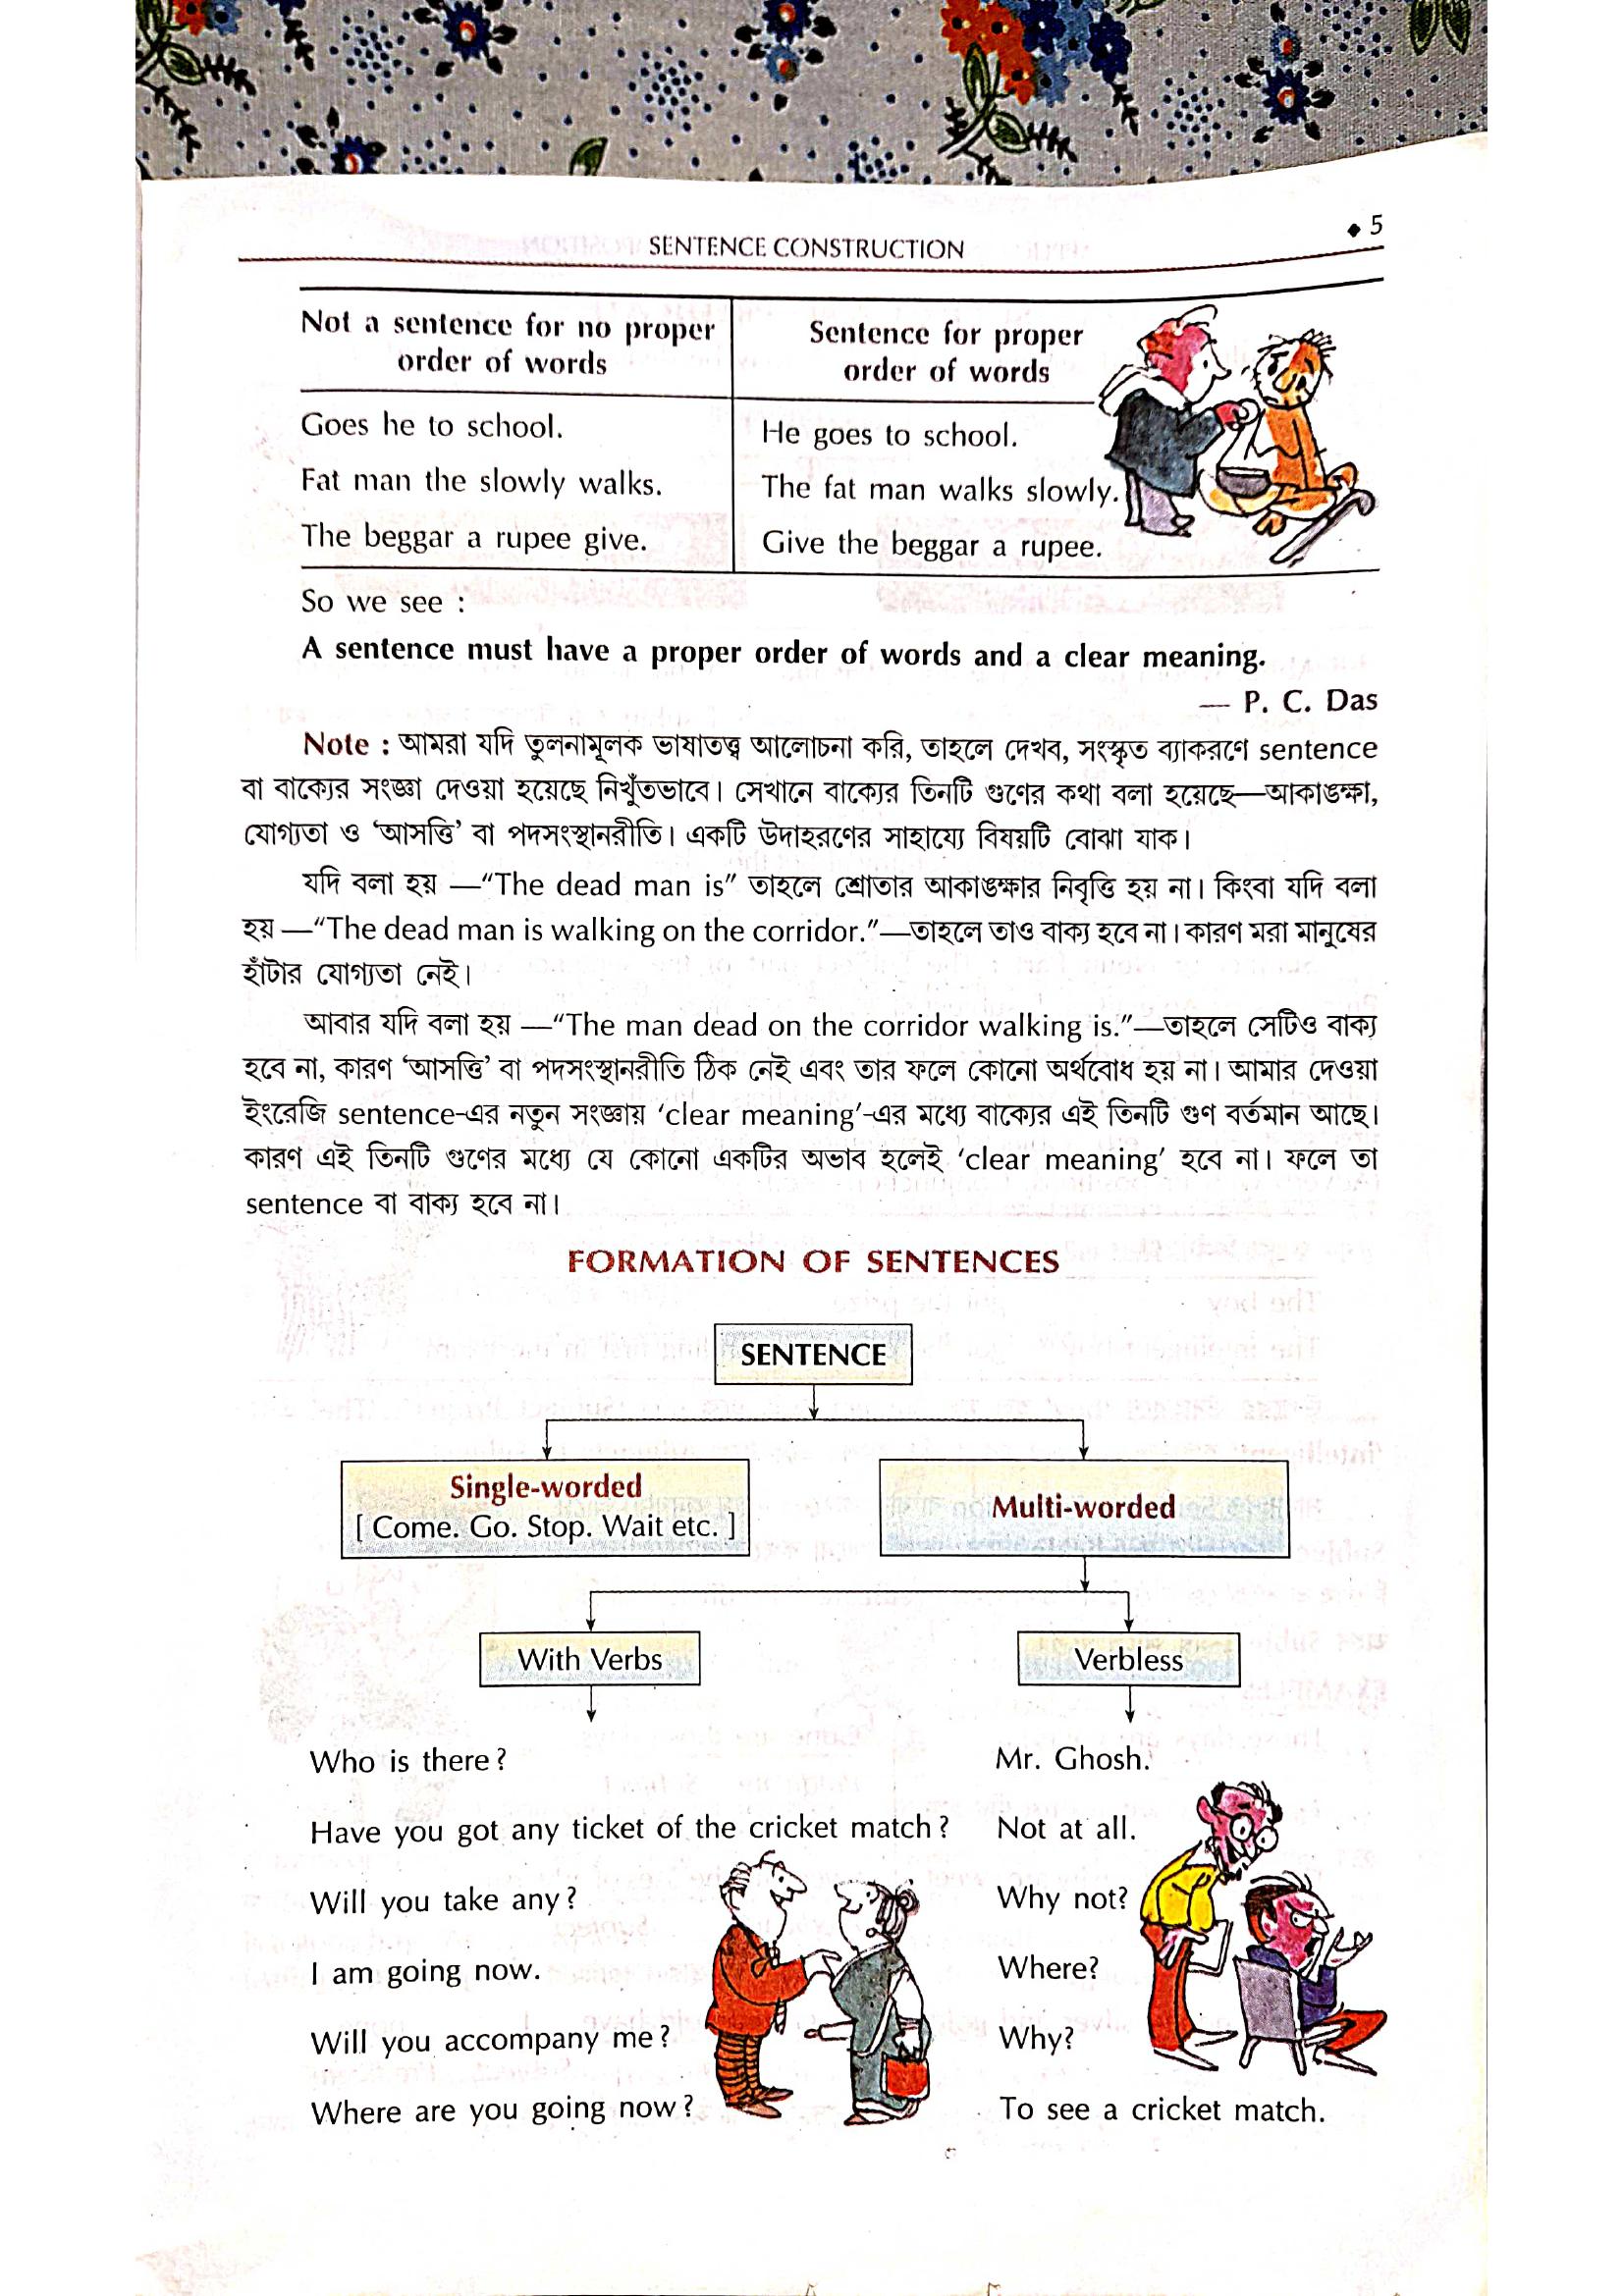 ◆ 5
SENTENCE CONSTRUCTION
Not a sentence for no proper
order of words
Sentence for proper
order of words
Goes he to school.
He goes to school.
Fat man the slowly walks.
The fat man walks slowly.
The beggar a rupee give.
Give the beggar a rupee.
So we see :
A sentence must have a proper order of words and a clear meaning.
— P. C. Das
Note : আমরা যদি তুলনামূলক ভাষাতত্ত্ব আলোচনা করি, তাহলে দেখব, সংস্কৃত ব্যাকরণে sentence
বা বাক্যের সংজ্ঞা দেওয়া হয়েছে নিখুঁতভাবে। সেখানে বাক্যের তিনটি গুণের কথা বলা হয়েছে—আকাঙক্ষা,
যোগ্যতা ও ‘আসত্তি’ বা পদসংস্থানরীতি। একটি উদাহরণের সাহায্যে বিষয়টি বোঝা যাক।
যদি বলা হয় —“The dead man is” তাহলে শ্রোতার আকাঙক্ষার নিবৃত্তি হয় না। কিংবা যদি বলা
হয় —“The dead man is walking on the corridor.”—তাহলে তাও বাক্য হবে না। কারণ মরা মানুষের
হাঁটার যোগ্যতা নেই।
আবার যদি বলা হয় —“The man dead on the corridor walking is.”—তাহলে সেটিও বাক্য
হবে না, কারণ ‘আসত্তি’ বা পদসংস্থানরীতি ঠিক নেই এবং তার ফলে কোনো অর্থবোধ হয় না। আমার দেওয়া
ইংরেজি sentence-এর নতুন সংজ্ঞায় ‘clear meaning’-এর মধ্যে বাক্যের এই তিনটি গুণ বর্তমান আছে।
কারণ এই তিনটি গুণের মধ্যে যে কোনো একটির অভাব হলেই ‘clear meaning’ হবে না। ফলে তা
sentence বা বাক্য হবে না।
FORMATION OF SENTENCES
SENTENCE
Single-worded
[ Come. Go. Stop. Wait etc. ]
Multi-worded
With Verbs
Verbless
Who is there?
Mr. Ghosh.
Have you got any ticket of the cricket match?
Not at all.
Will you take any?
Why not?
I am going now.
Where?
Will you accompany me?
Why?
Where are you going now?
To see a cricket match.